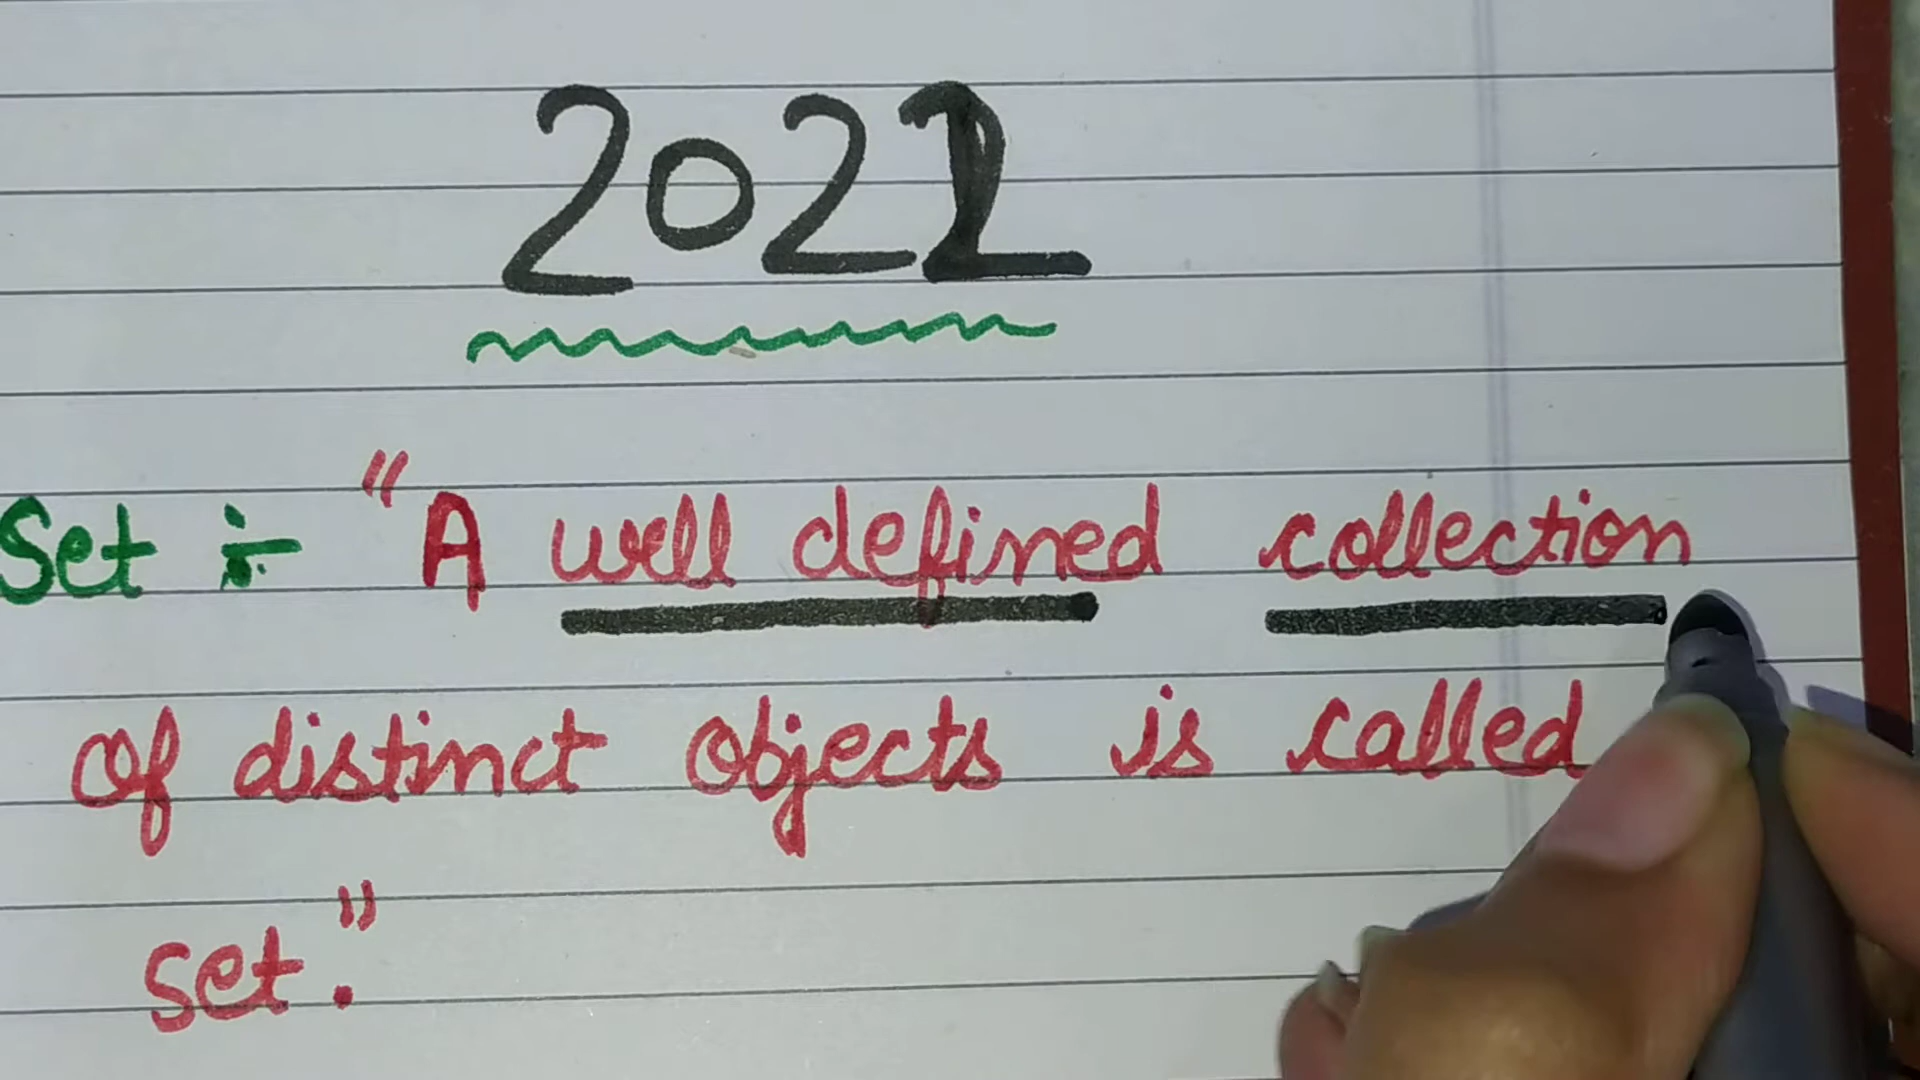 2022
Set :- "A well defined collection
of distinct objects is called
set."